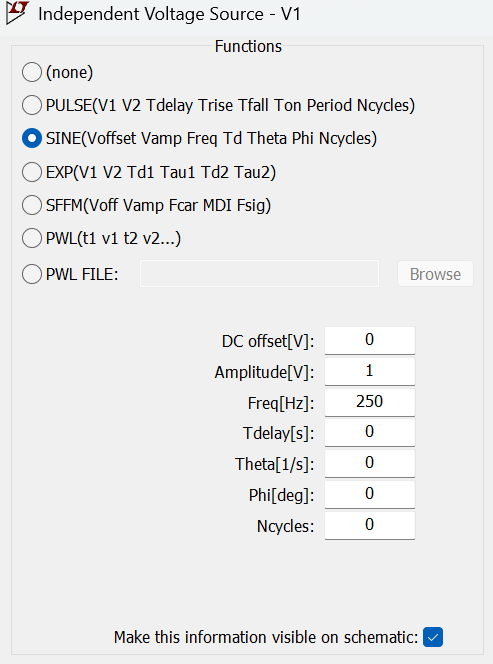 Independent Voltage Source - V1
Functions
(none)
PULSE(V1 V2 Tdelay Trise Tfall Ton Period Ncycles)
SINE(Voffset Vamp Freq Td Theta Phi Ncycles)
EXP(V1 V2 Td1 Tau1 Td2 Tau2)
SFFM(Voff Vamp Fcar MDI Fsig)
PWL(t1 v1 t2 v2...)
PWL FILE: Browse
DC offset[V]: 0
Amplitude[V]: 1
Freq[Hz]: 250
Tdelay[s]: 0
Theta[1/s]: 0
Phi[deg]: 0
Ncycles: 0
Make this information visible on schematic: